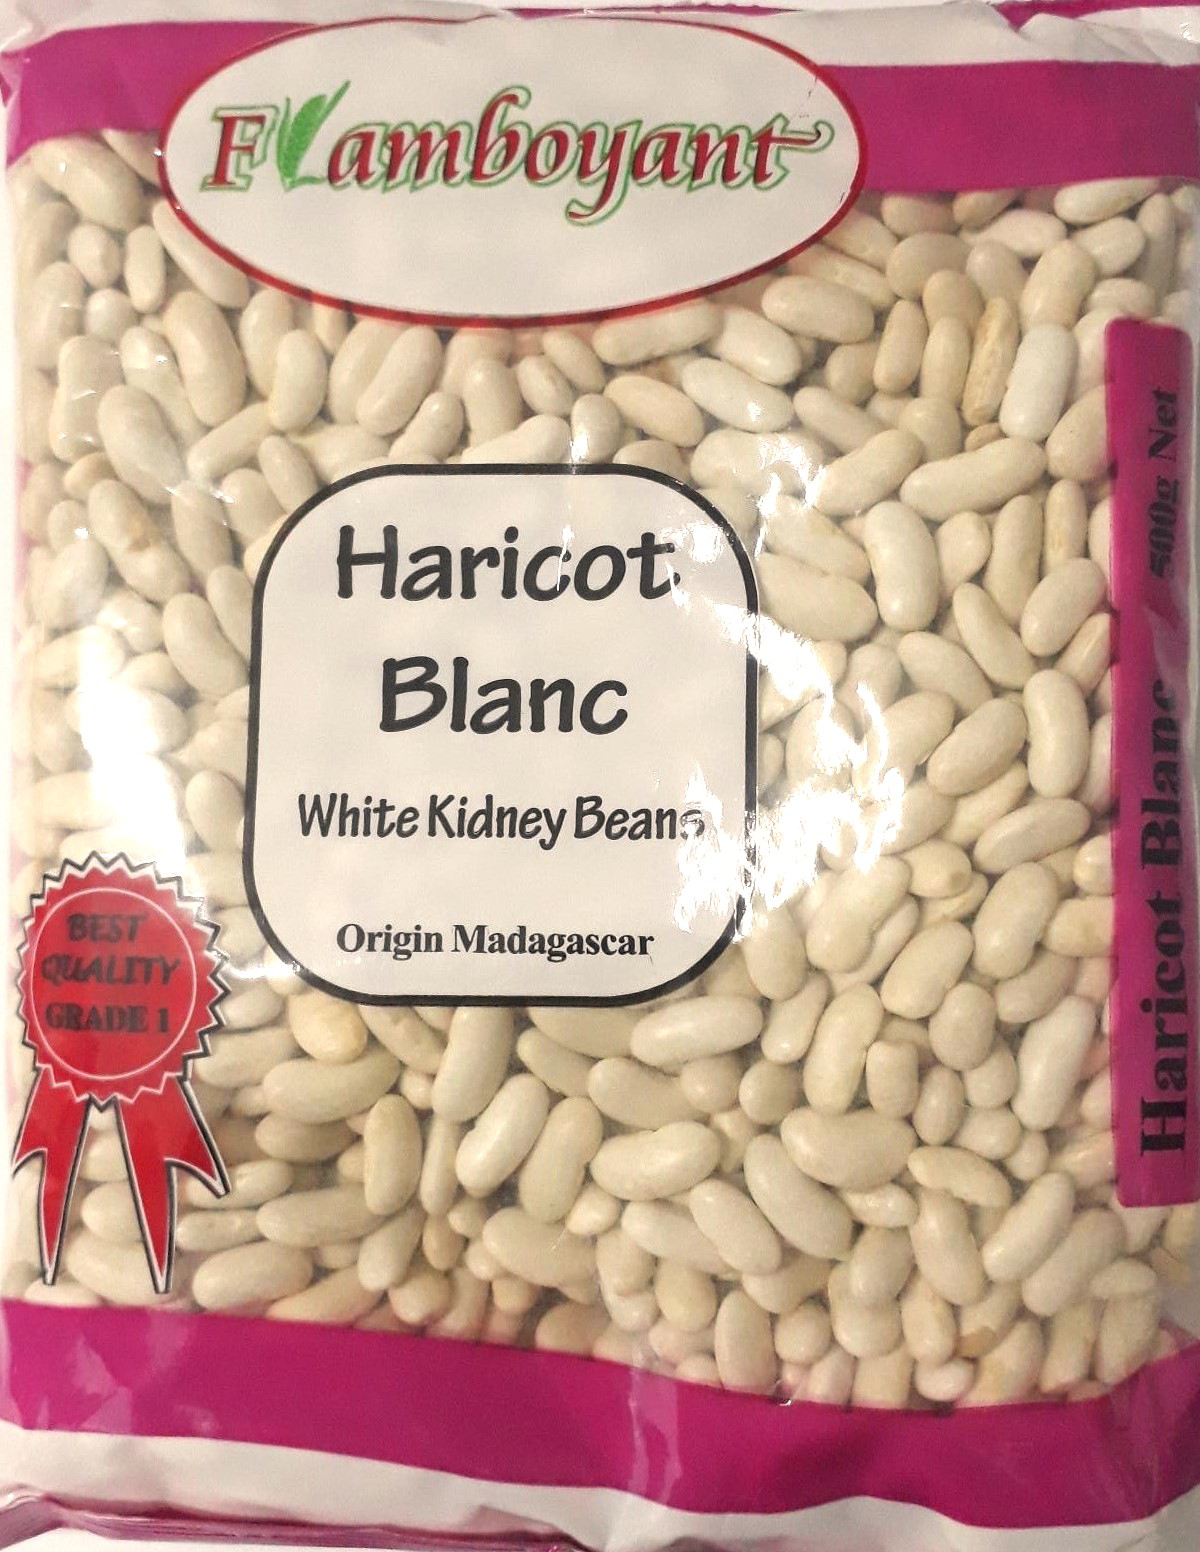 Flamboyant
Haricot
Blanc
White Kidney Beans
Origin Madagascar
BEST
QUALITY
GRADE 1
Haricot Blanc 500g Net